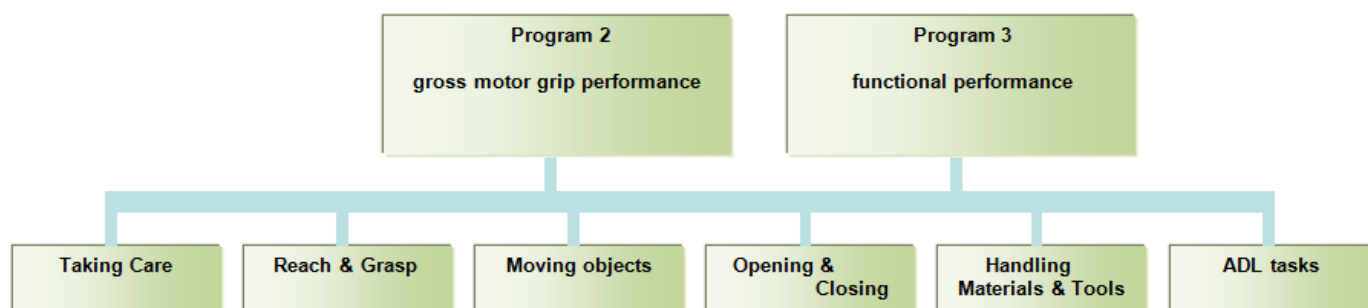 Program 2
gross motor grip performance
Program 3
functional performance
Taking Care
Reach & Grasp
Moving objects
Opening &
Closing
Handling
Materials & Tools
ADL tasks